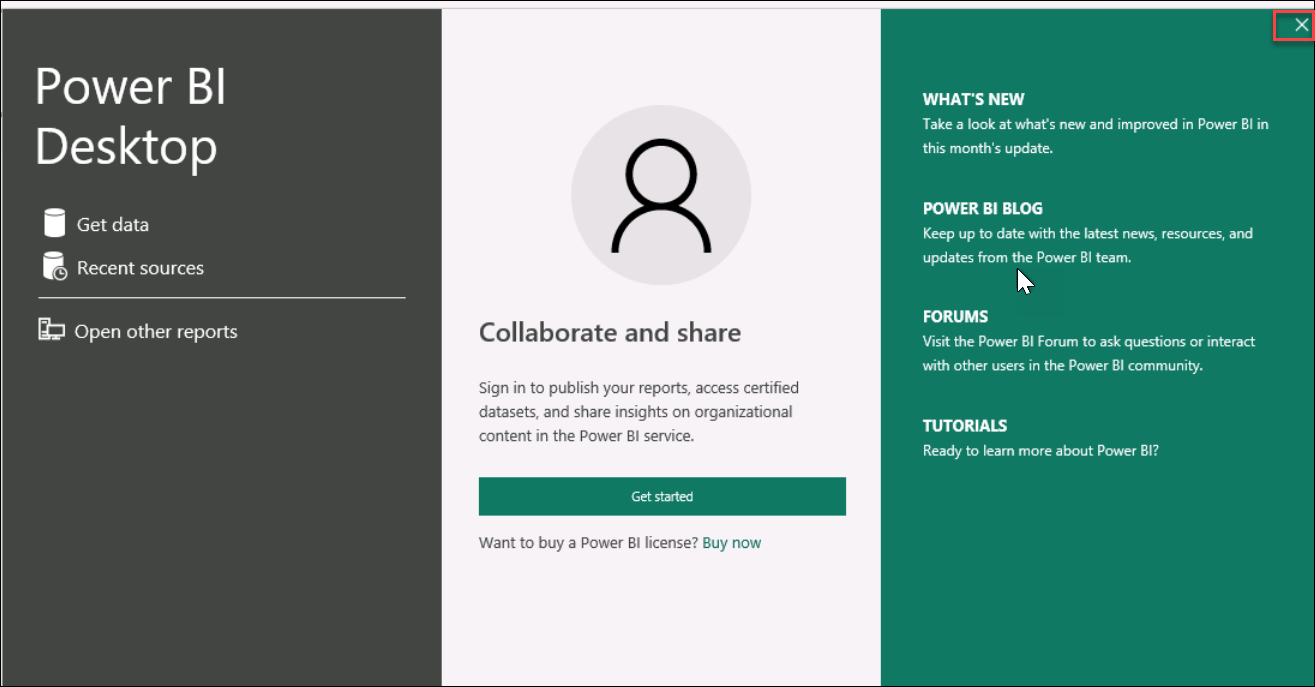 Power BI
Desktop
Get data
Recent sources
Open other reports
Collaborate and share
Sign in to publish your reports, access certified
datasets, and share insights on organizational
content in the Power BI service.
Get started
Want to buy a Power BI license? Buy now
WHAT'S NEW
Take a look at what's new and improved in Power BI in
this month's update.
POWER BI BLOG
Keep up to date with the latest news, resources, and
updates from the Power BI team.
FORUMS
Visit the Power BI Forum to ask questions or interact
with other users in the Power BI community.
TUTORIALS
Ready to learn more about Power BI?